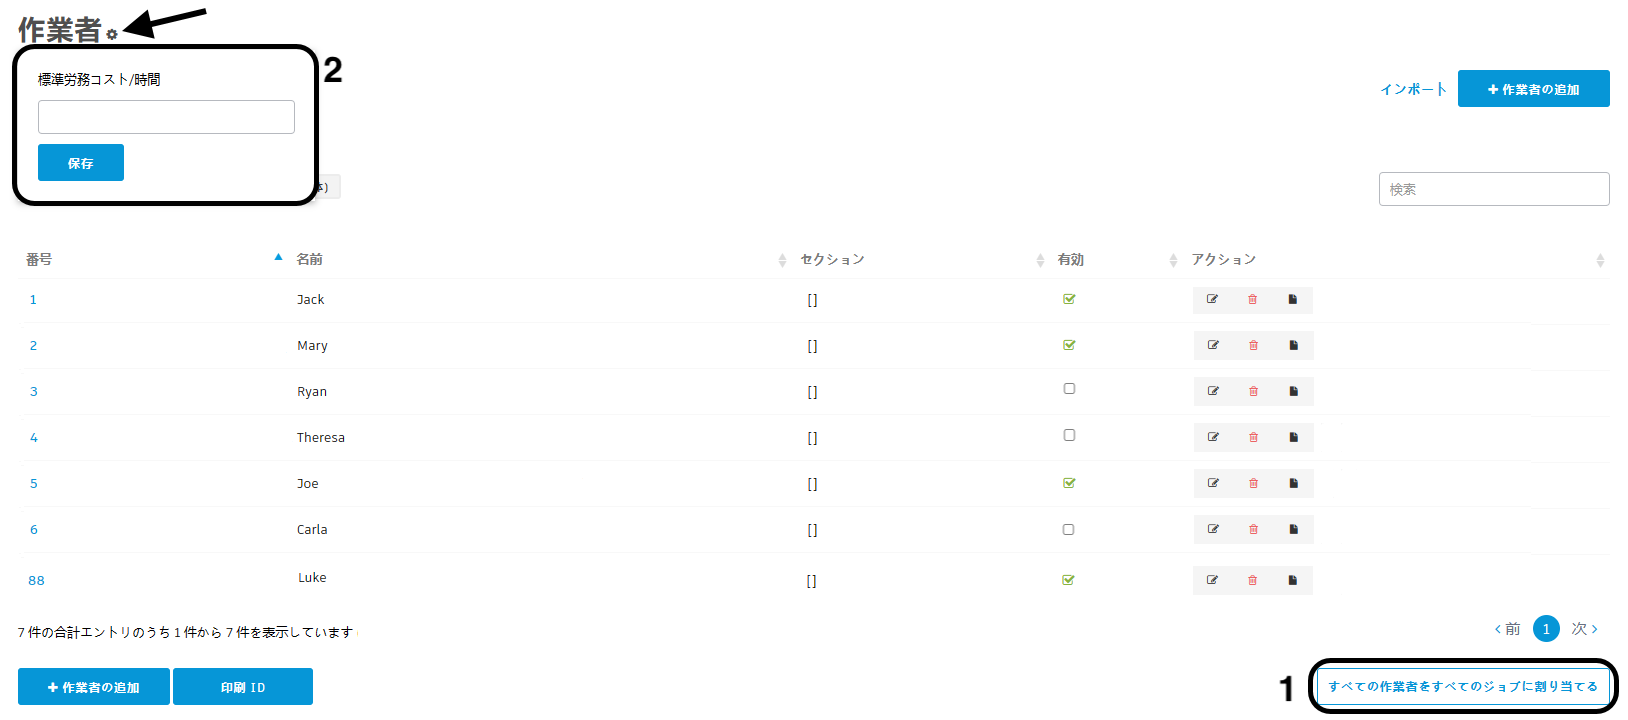 作業者
2
標準労務コスト/時間
保存
インポート
作業者の追加
検索
番号 名前 セクション 有効 アクション
1 Jack []
2 Mary []
3 Ryan []
4 Theresa []
5 Joe []
6 Carla []
88 Luke []
7 件の合計エントリのうち 1 件から 7 件を表示しています
前 1 次
作業者の追加 印刷 ID
1 すべての作業者をすべてのジョブに割り当てる